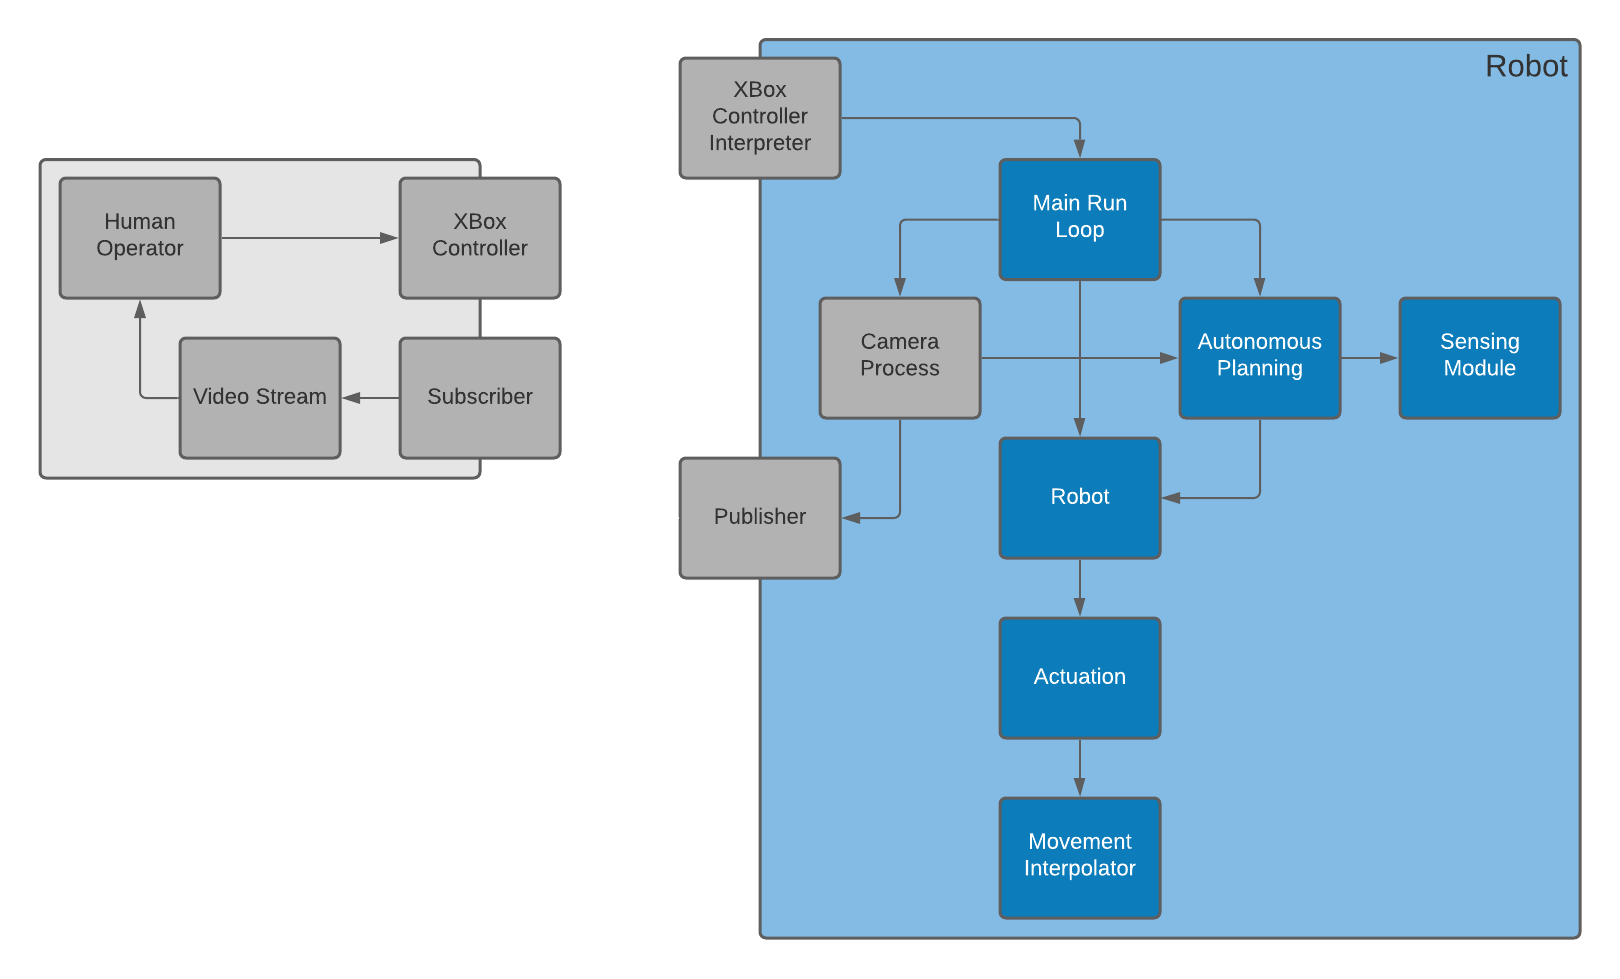 Robot
XBox
Controller
Interpreter
Human
Operator
XBox
Controller
Main Run
Loop
Video Stream
Subscriber
Camera
Process
Autonomous
Planning
Sensing
Module
Publisher
Robot
Actuation
Movement
Interpolator